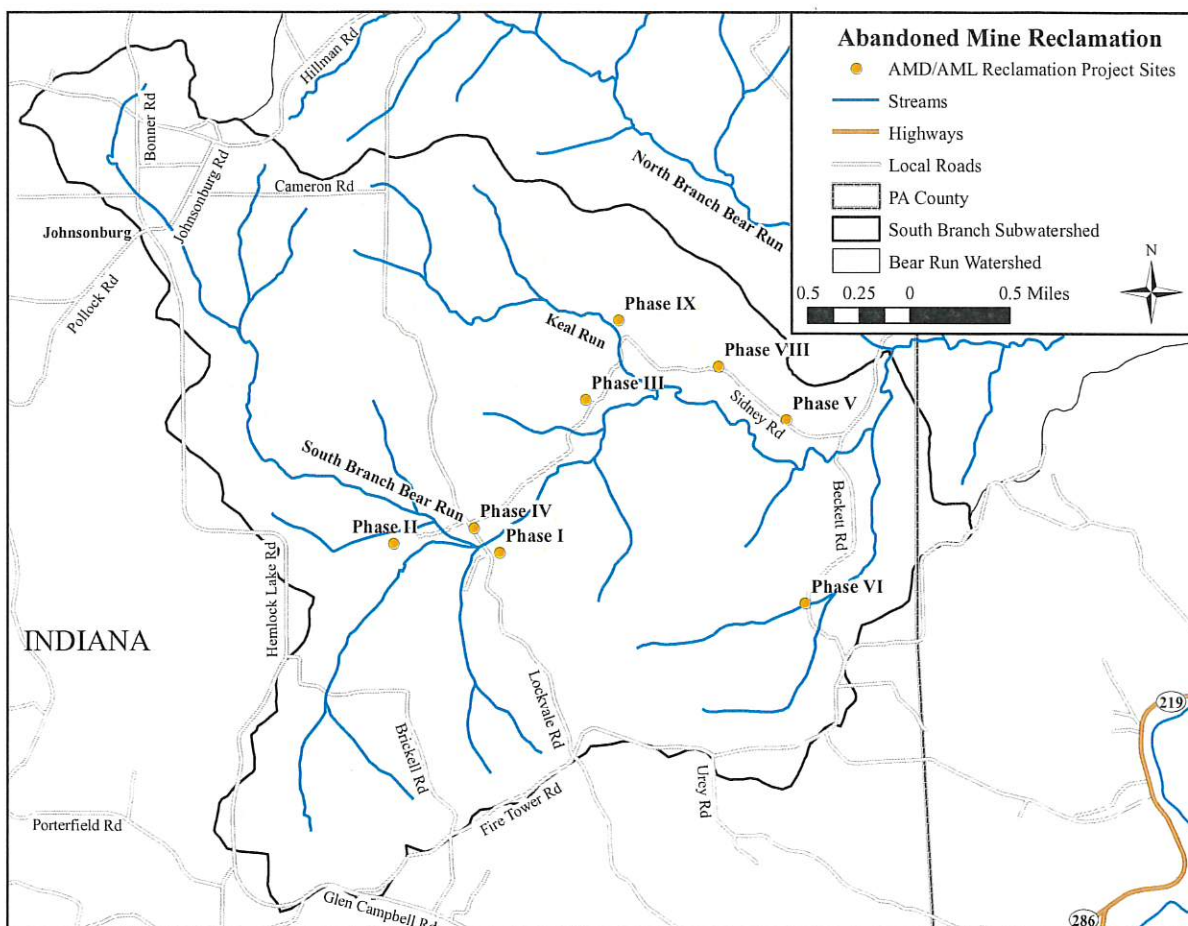 Abandoned Mine Reclamation
AMD/AML Reclamation Project Sites
Streams
Highways
Local Roads
PA County
South Branch Subwatershed
Bear Run Watershed
N
0.5 0.25 0 0.5 Miles
Hillman Rd
Bonner Rd
Johnsonburg Rd
Cameron Rd
North Branch Bear Run
Johnsonburg
Pollock Rd
Keal Run
Phase IX
Phase VIII
Phase III
Phase V
Sidney Rd
South Branch Bear Run
Phase IV
Phase II
Phase I
Beckett Rd
Phase VI
Hemlock Lake Rd
INDIANA
Lockvale Rd
Brickell Rd
Urey Rd
Fire Tower Rd
Porterfield Rd
Glen Campbell Rd
219
286